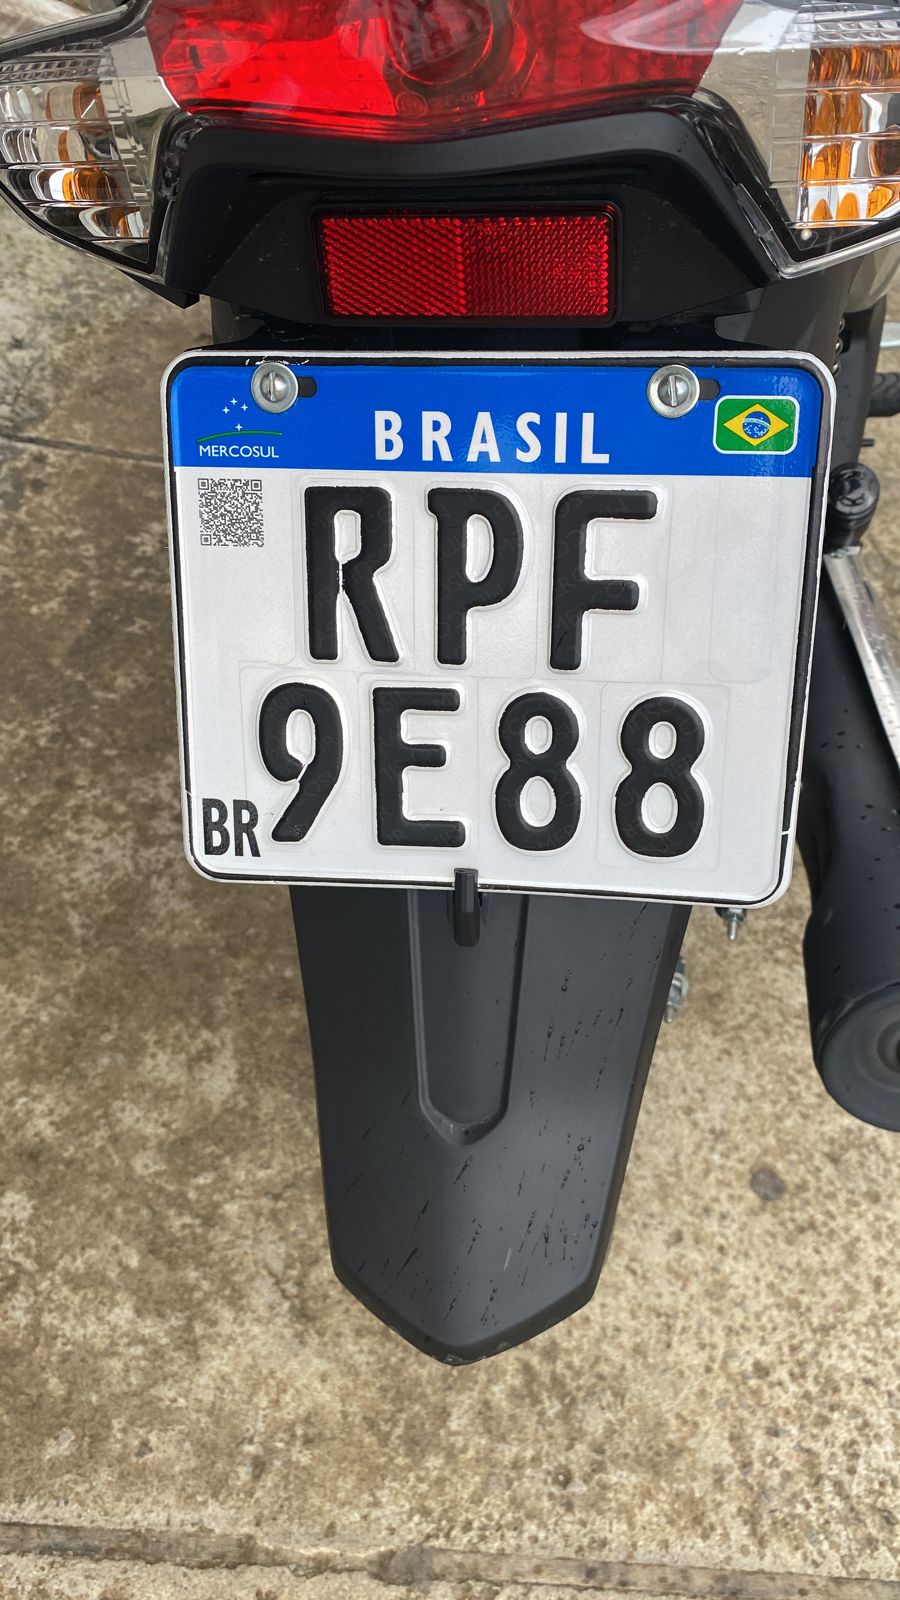 BRASIL
MERCOSUL
RPF
9E88
BR